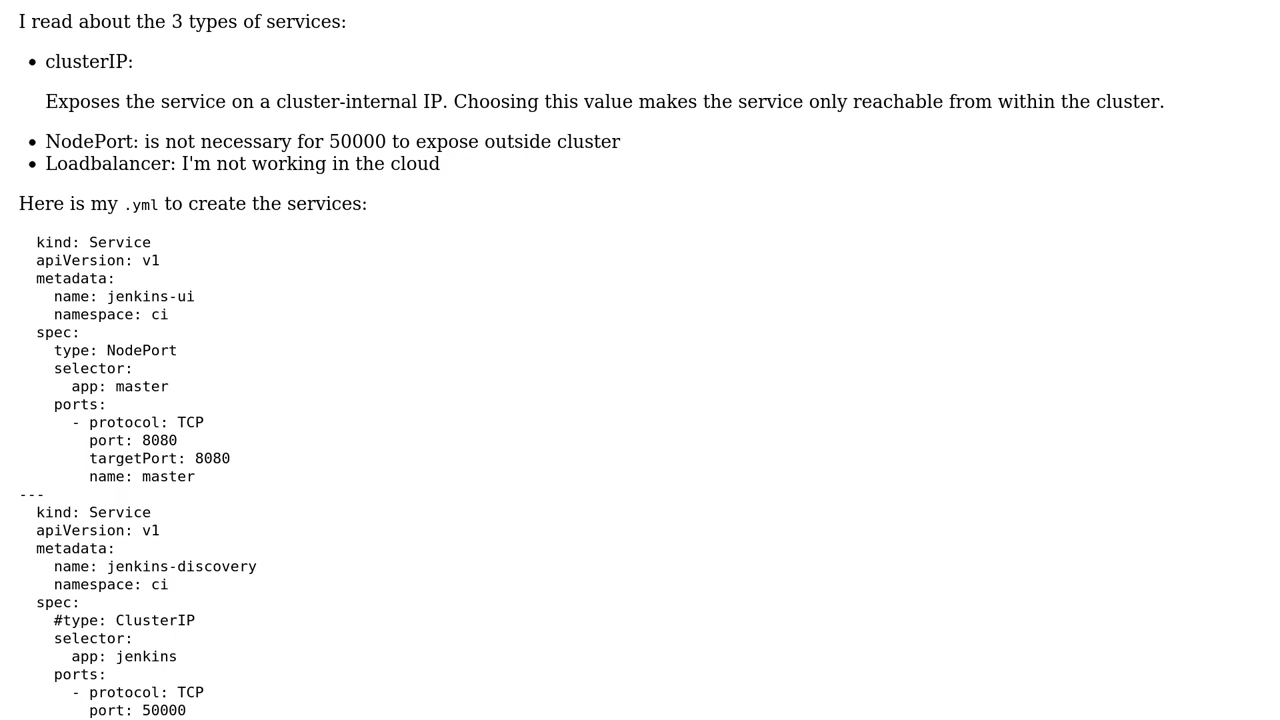 I read about the 3 types of services:
• clusterIP:
Exposes the service on a cluster-internal IP. Choosing this value makes the service only reachable from within the cluster.
• NodePort: is not necessary for 50000 to expose outside cluster
• Loadbalancer: I'm not working in the cloud
Here is my .yml to create the services:
  kind: Service
  apiVersion: v1
  metadata:
    name: jenkins-ui
    namespace: ci
  spec:
    type: NodePort
    selector:
      app: master
    ports:
      - protocol: TCP
        port: 8080
        targetPort: 8080
        name: master
---
  kind: Service
  apiVersion: v1
  metadata:
    name: jenkins-discovery
    namespace: ci
  spec:
    #type: ClusterIP
    selector:
      app: jenkins
    ports:
      - protocol: TCP
        port: 50000